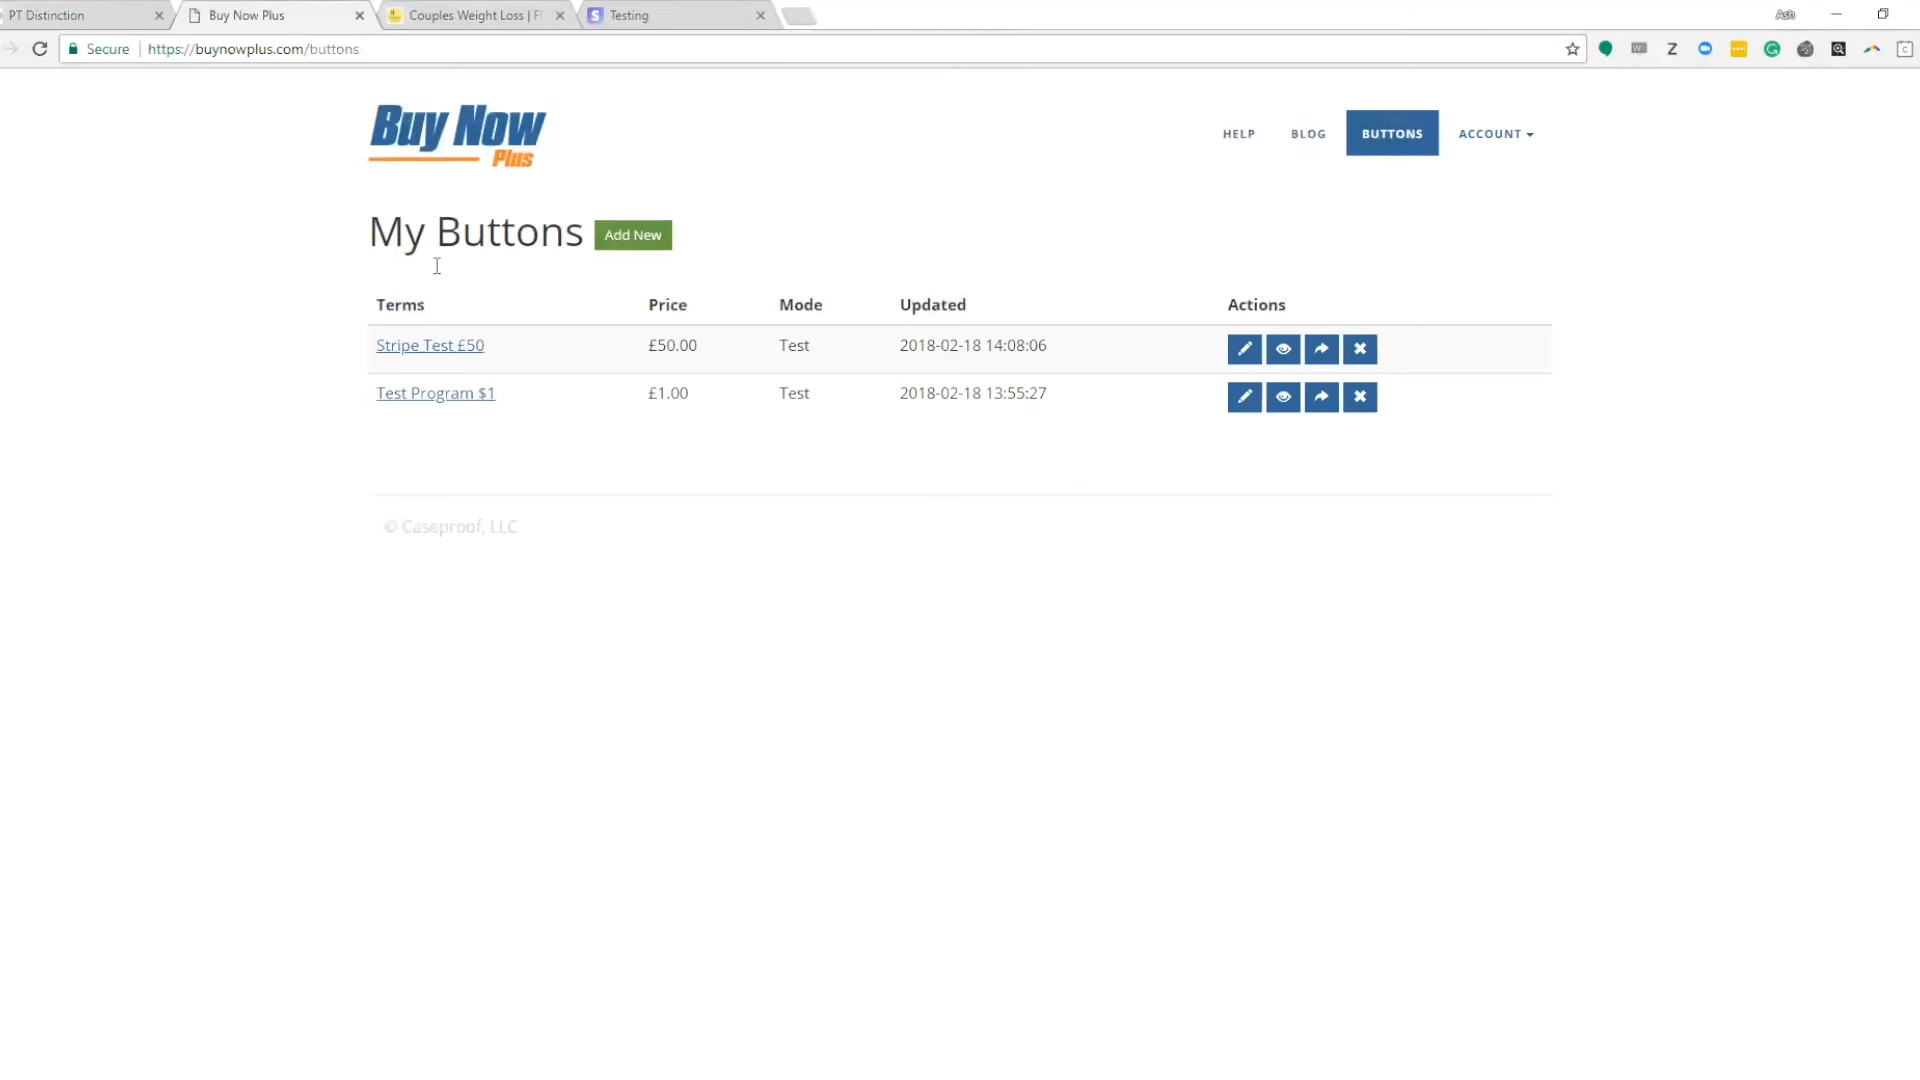 PT Distinction
Buy Now Plus
Couples Weight Loss | F
Testing
Ash
Secure
https://buynowplus.com/buttons
Buy Now
Plus
HELP
BLOG
BUTTONS
ACCOUNT
My Buttons
Add New
Terms Price Mode Updated Actions
Stripe Test £50 £50.00 Test 2018-02-18 14:08:06
Test Program $1 £1.00 Test 2018-02-18 13:55:27
© Caseproof, LLC